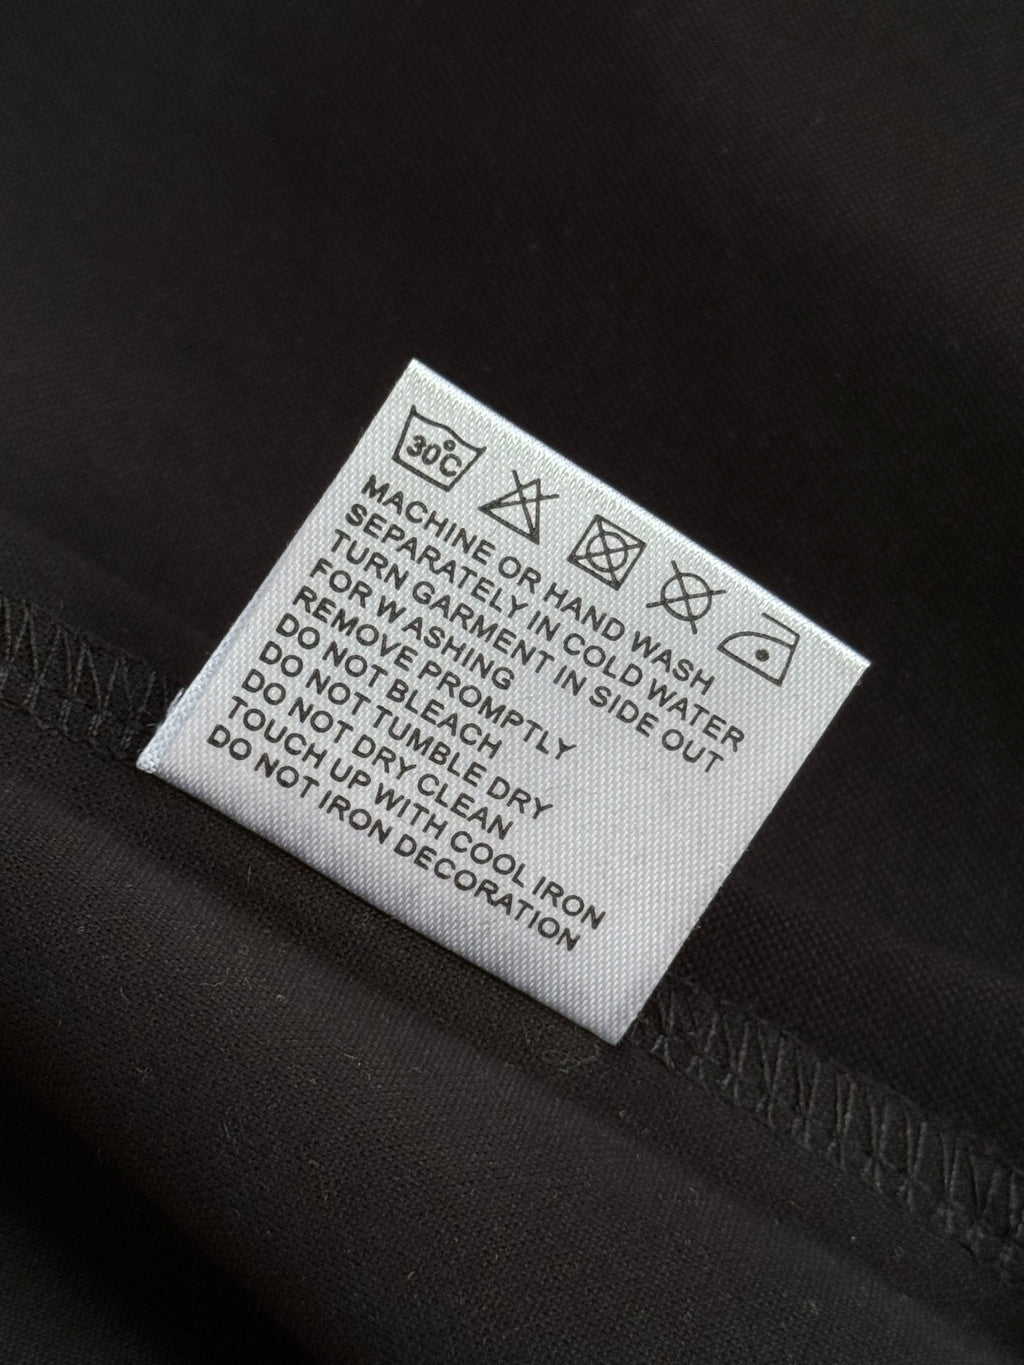 30°C
MACHINE OR HAND WASH
SEPARATELY IN COLD WATER
TURN GARMENT IN SIDE OUT
FOR WASHING
REMOVE PROMPTLY
DO NOT BLEACH
DO NOT TUMBLE DRY
DO NOT DRY CLEAN
TOUCH UP WITH COOL IRON
DO NOT IRON DECORATION